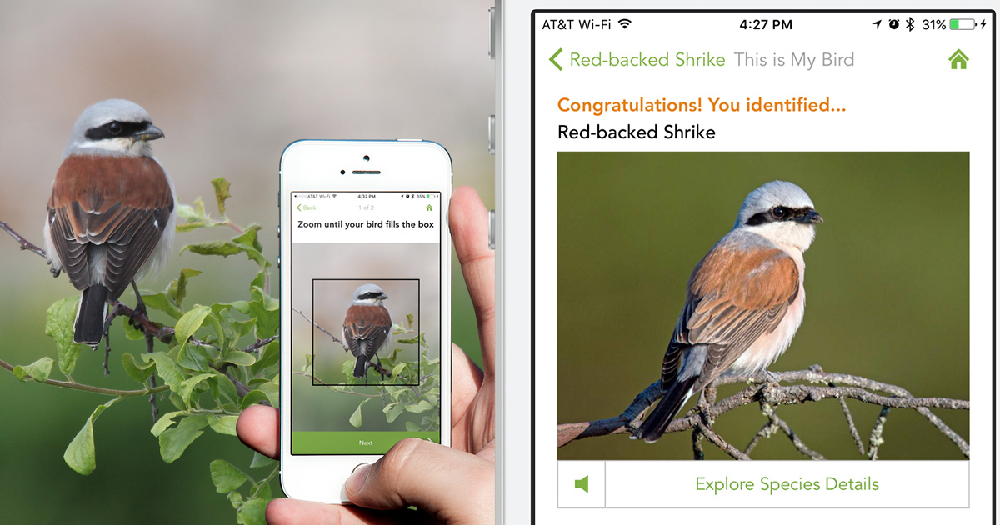 AT&T Wi-Fi 4:32 PM 36%
Back 1 of 2
Zoom until your bird fills the box
Next
AT&T Wi-Fi 4:27 PM 31%
Red-backed Shrike This is My Bird
Congratulations! You identified...
Red-backed Shrike
Explore Species Details